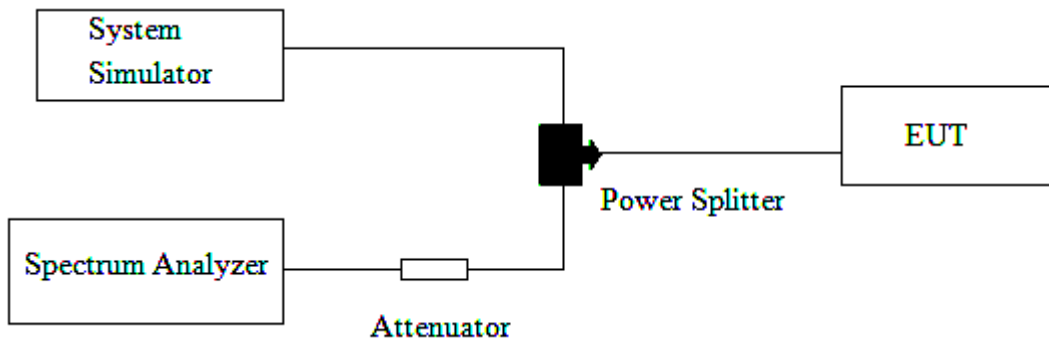 System
Simulator
EUT
Power Splitter
Spectrum Analyzer
Attenuator